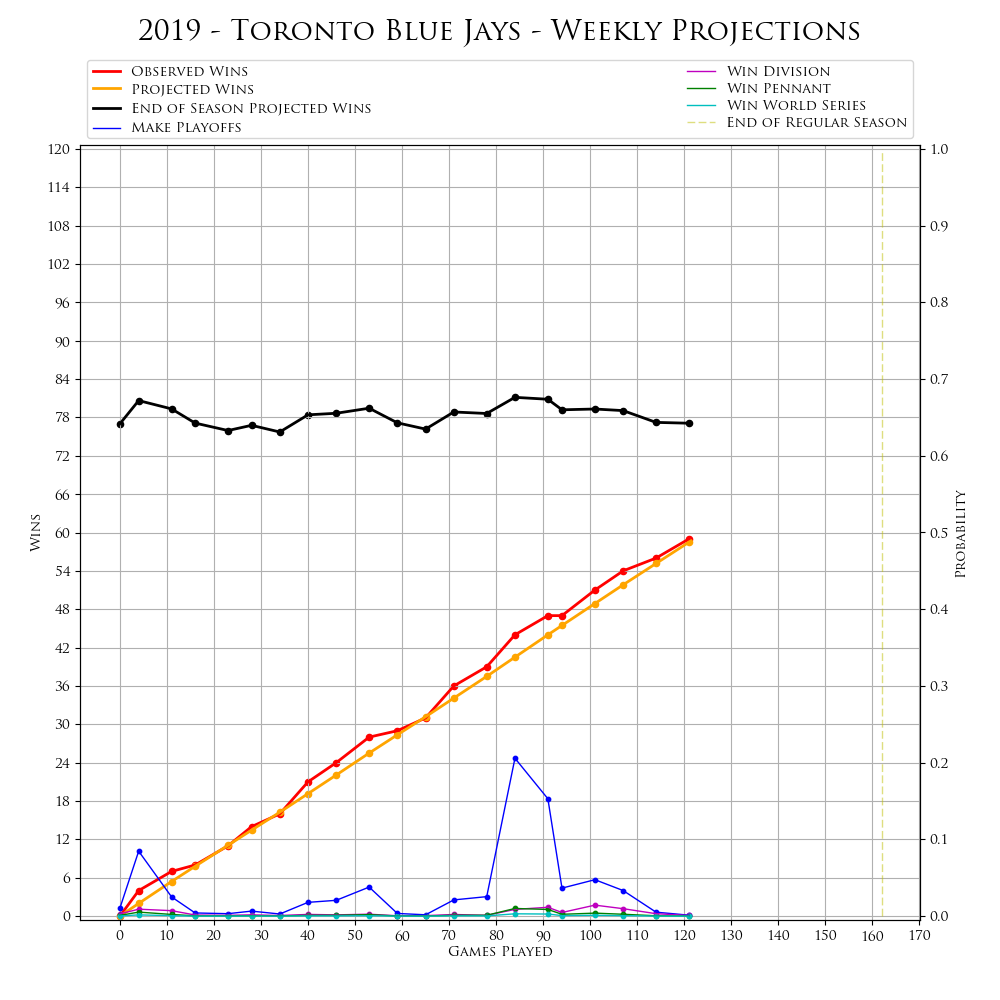 2019 - Toronto Blue Jays - Weekly Projections
Observed Wins
Projected Wins
End of Season Projected Wins
Make Playoffs
Win Division
Win Pennant
Win World Series
End of Regular Season
120
114
108
102
96
90
84
78
72
66
60
54
48
42
36
30
24
18
12
6
0
Wins
1.0
0.9
0.8
0.7
0.6
0.5
0.4
0.3
0.2
0.1
0.0
Probability
0 10 20 30 40 50 60 70 80 90 100 110 120 130 140 150 160 170
Games Played